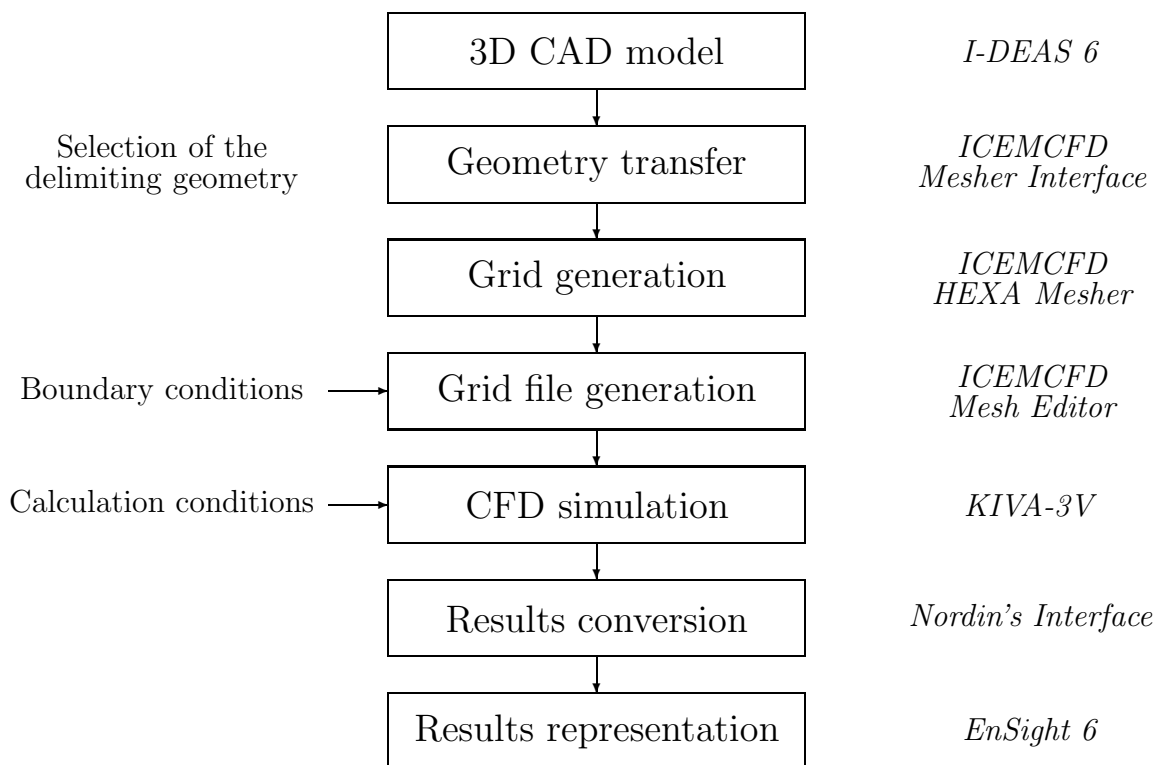 3D CAD model
I-DEAS 6
Selection of the
delimiting geometry
Geometry transfer
ICEMCFD
Mesher Interface
Grid generation
ICEMCFD
HEXA Mesher
Boundary conditions
Grid file generation
ICEMCFD
Mesh Editor
Calculation conditions
CFD simulation
KIVA-3V
Results conversion
Nordin's Interface
Results representation
EnSight 6